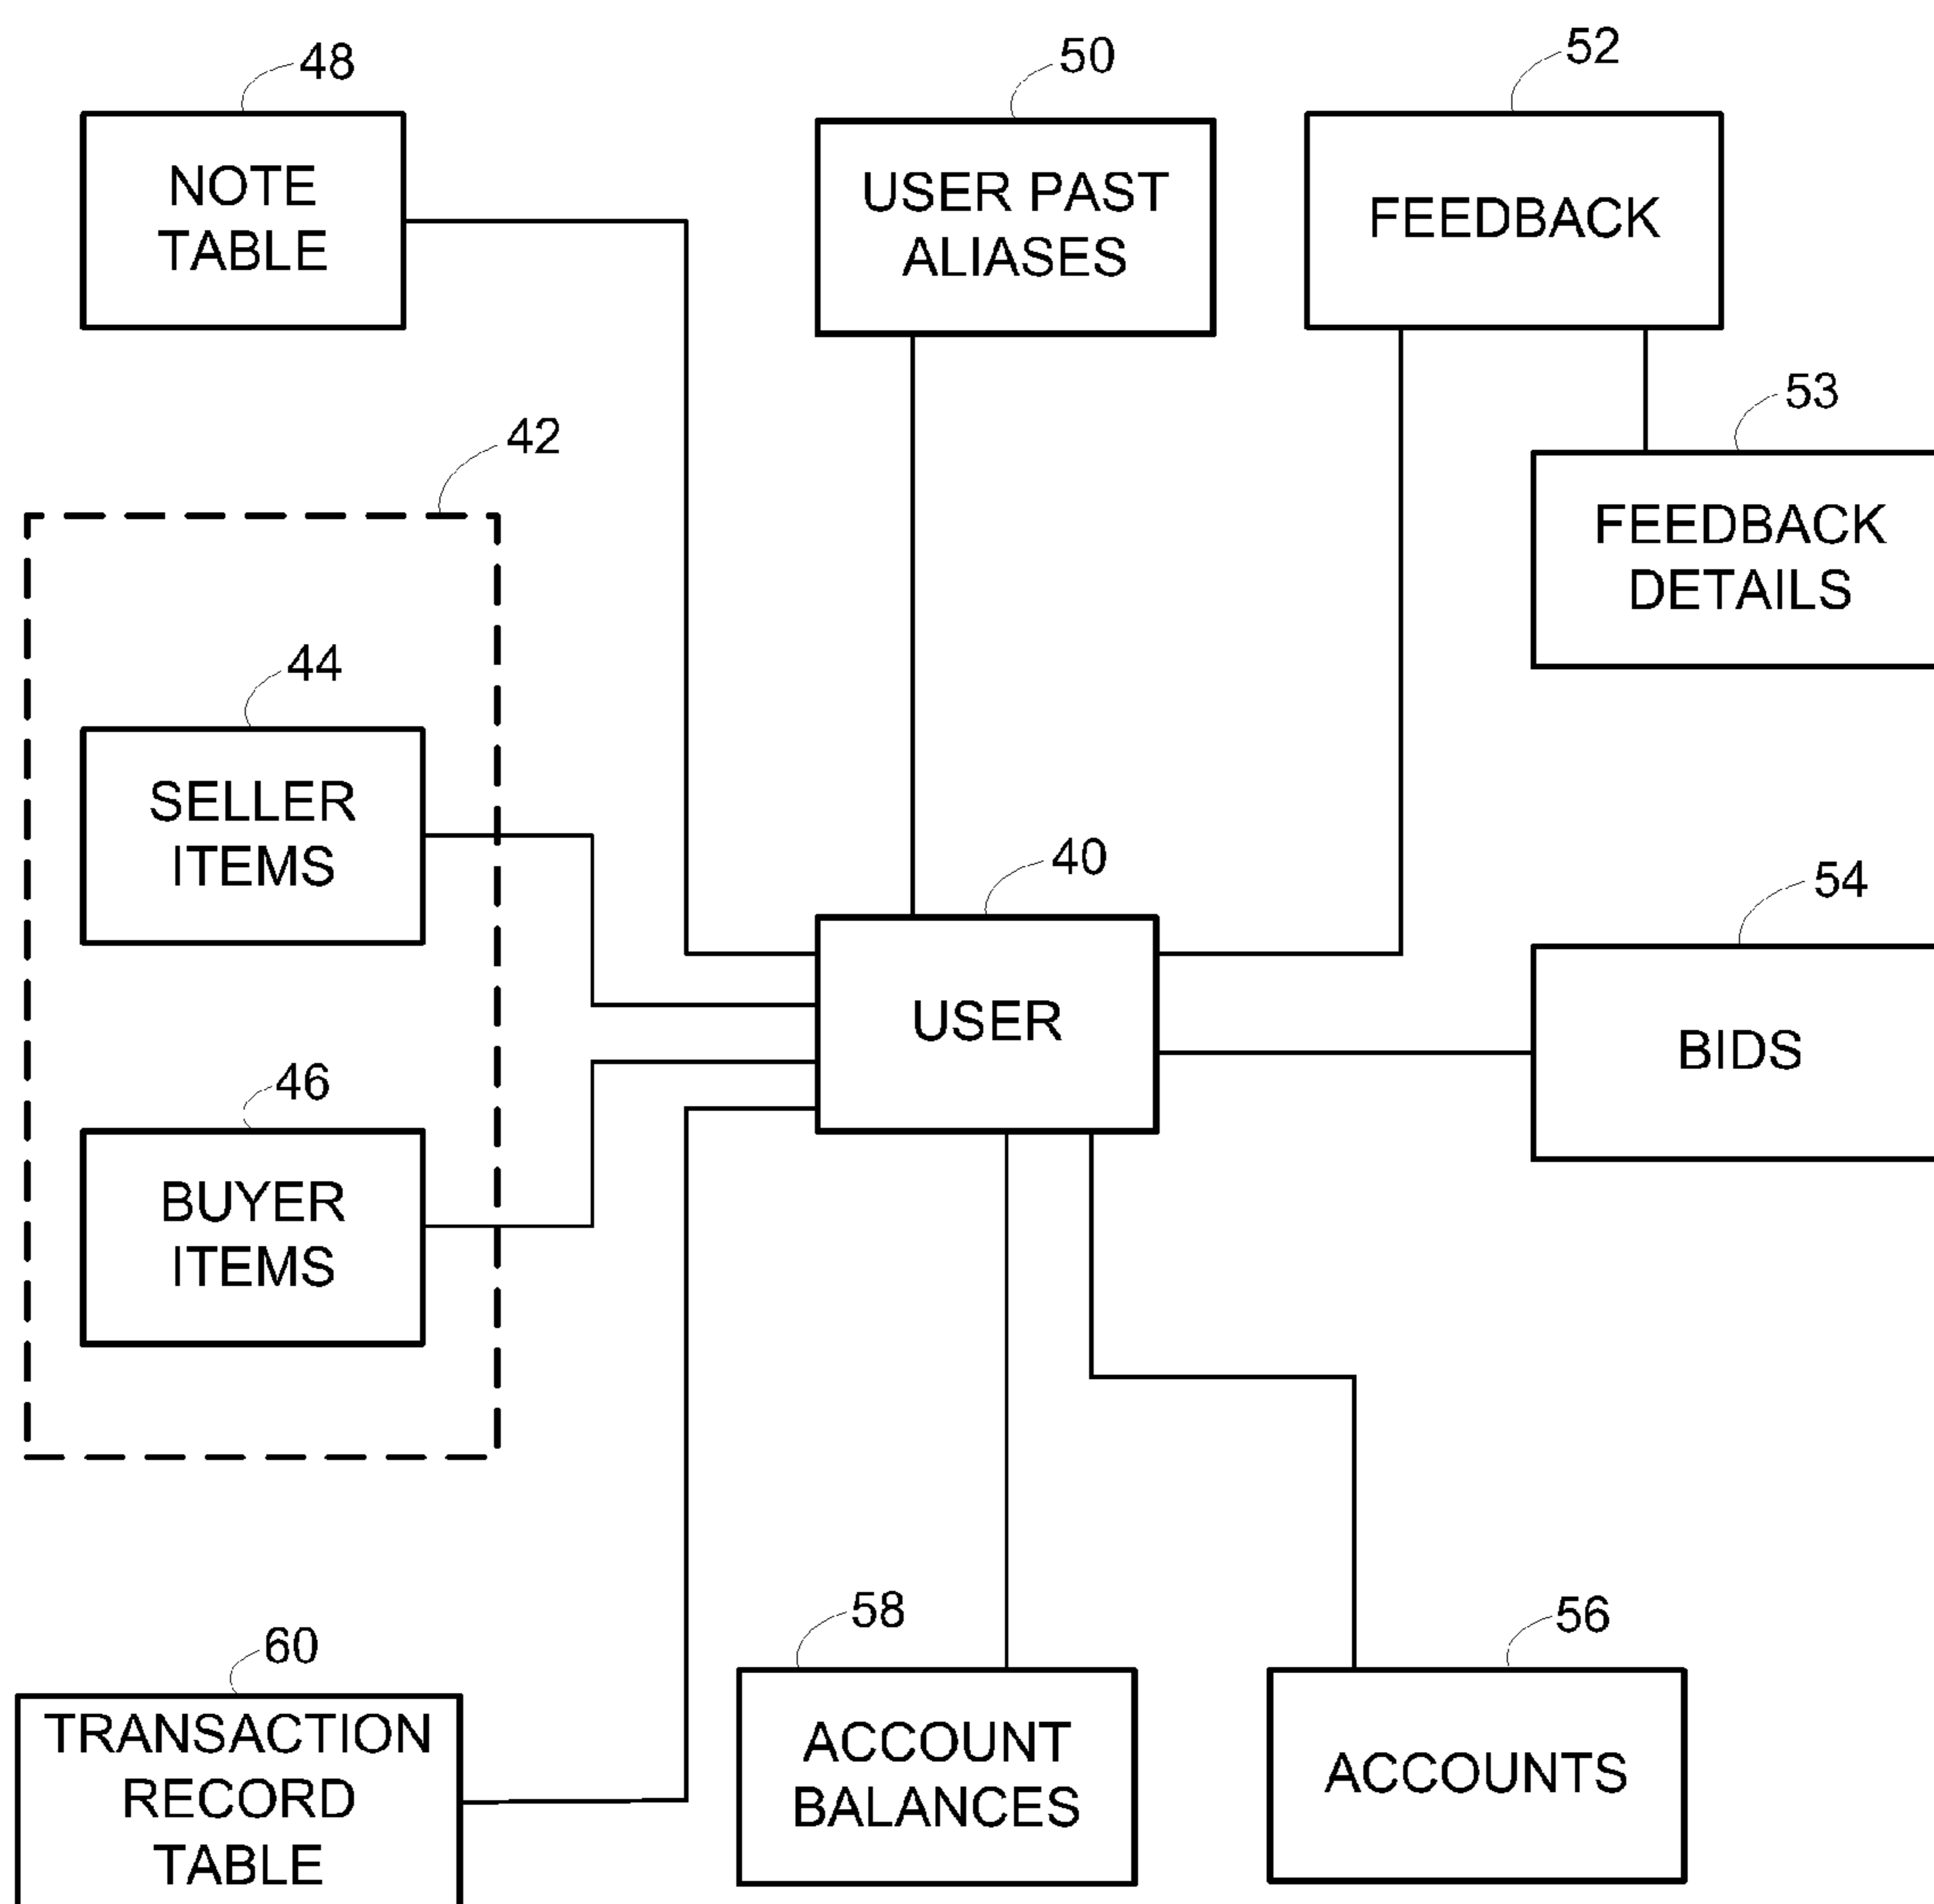 48
NOTE
TABLE
50
USER PAST
ALIASES
52
FEEDBACK
53
FEEDBACK
DETAILS
42
44
SELLER
ITEMS
46
BUYER
ITEMS
40
USER
54
BIDS
60
TRANSACTION
RECORD
TABLE
58
ACCOUNT
BALANCES
56
ACCOUNTS